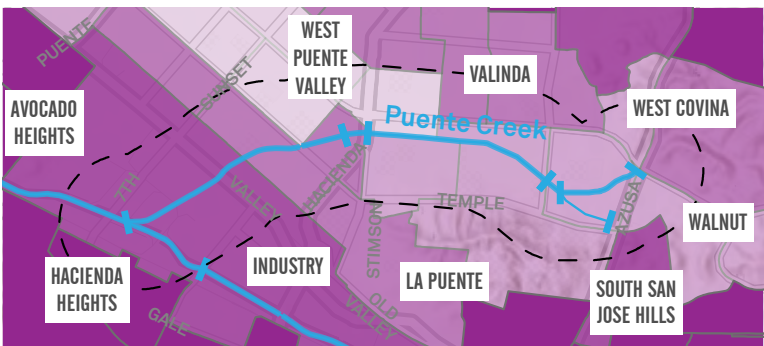 PUENTE
SUNSET
WEST
PUENTE
VALLEY
VALINDA
AVOCADO
HEIGHTS
WEST COVINA
Puente Creek
HACIENDA
7TH
VALLEY
TEMPLE
AZUSA
STIMSON
WALNUT
HACIENDA
HEIGHTS
INDUSTRY
LA PUENTE
SOUTH SAN
JOSE HILLS
GALE
OLD
VALLEY